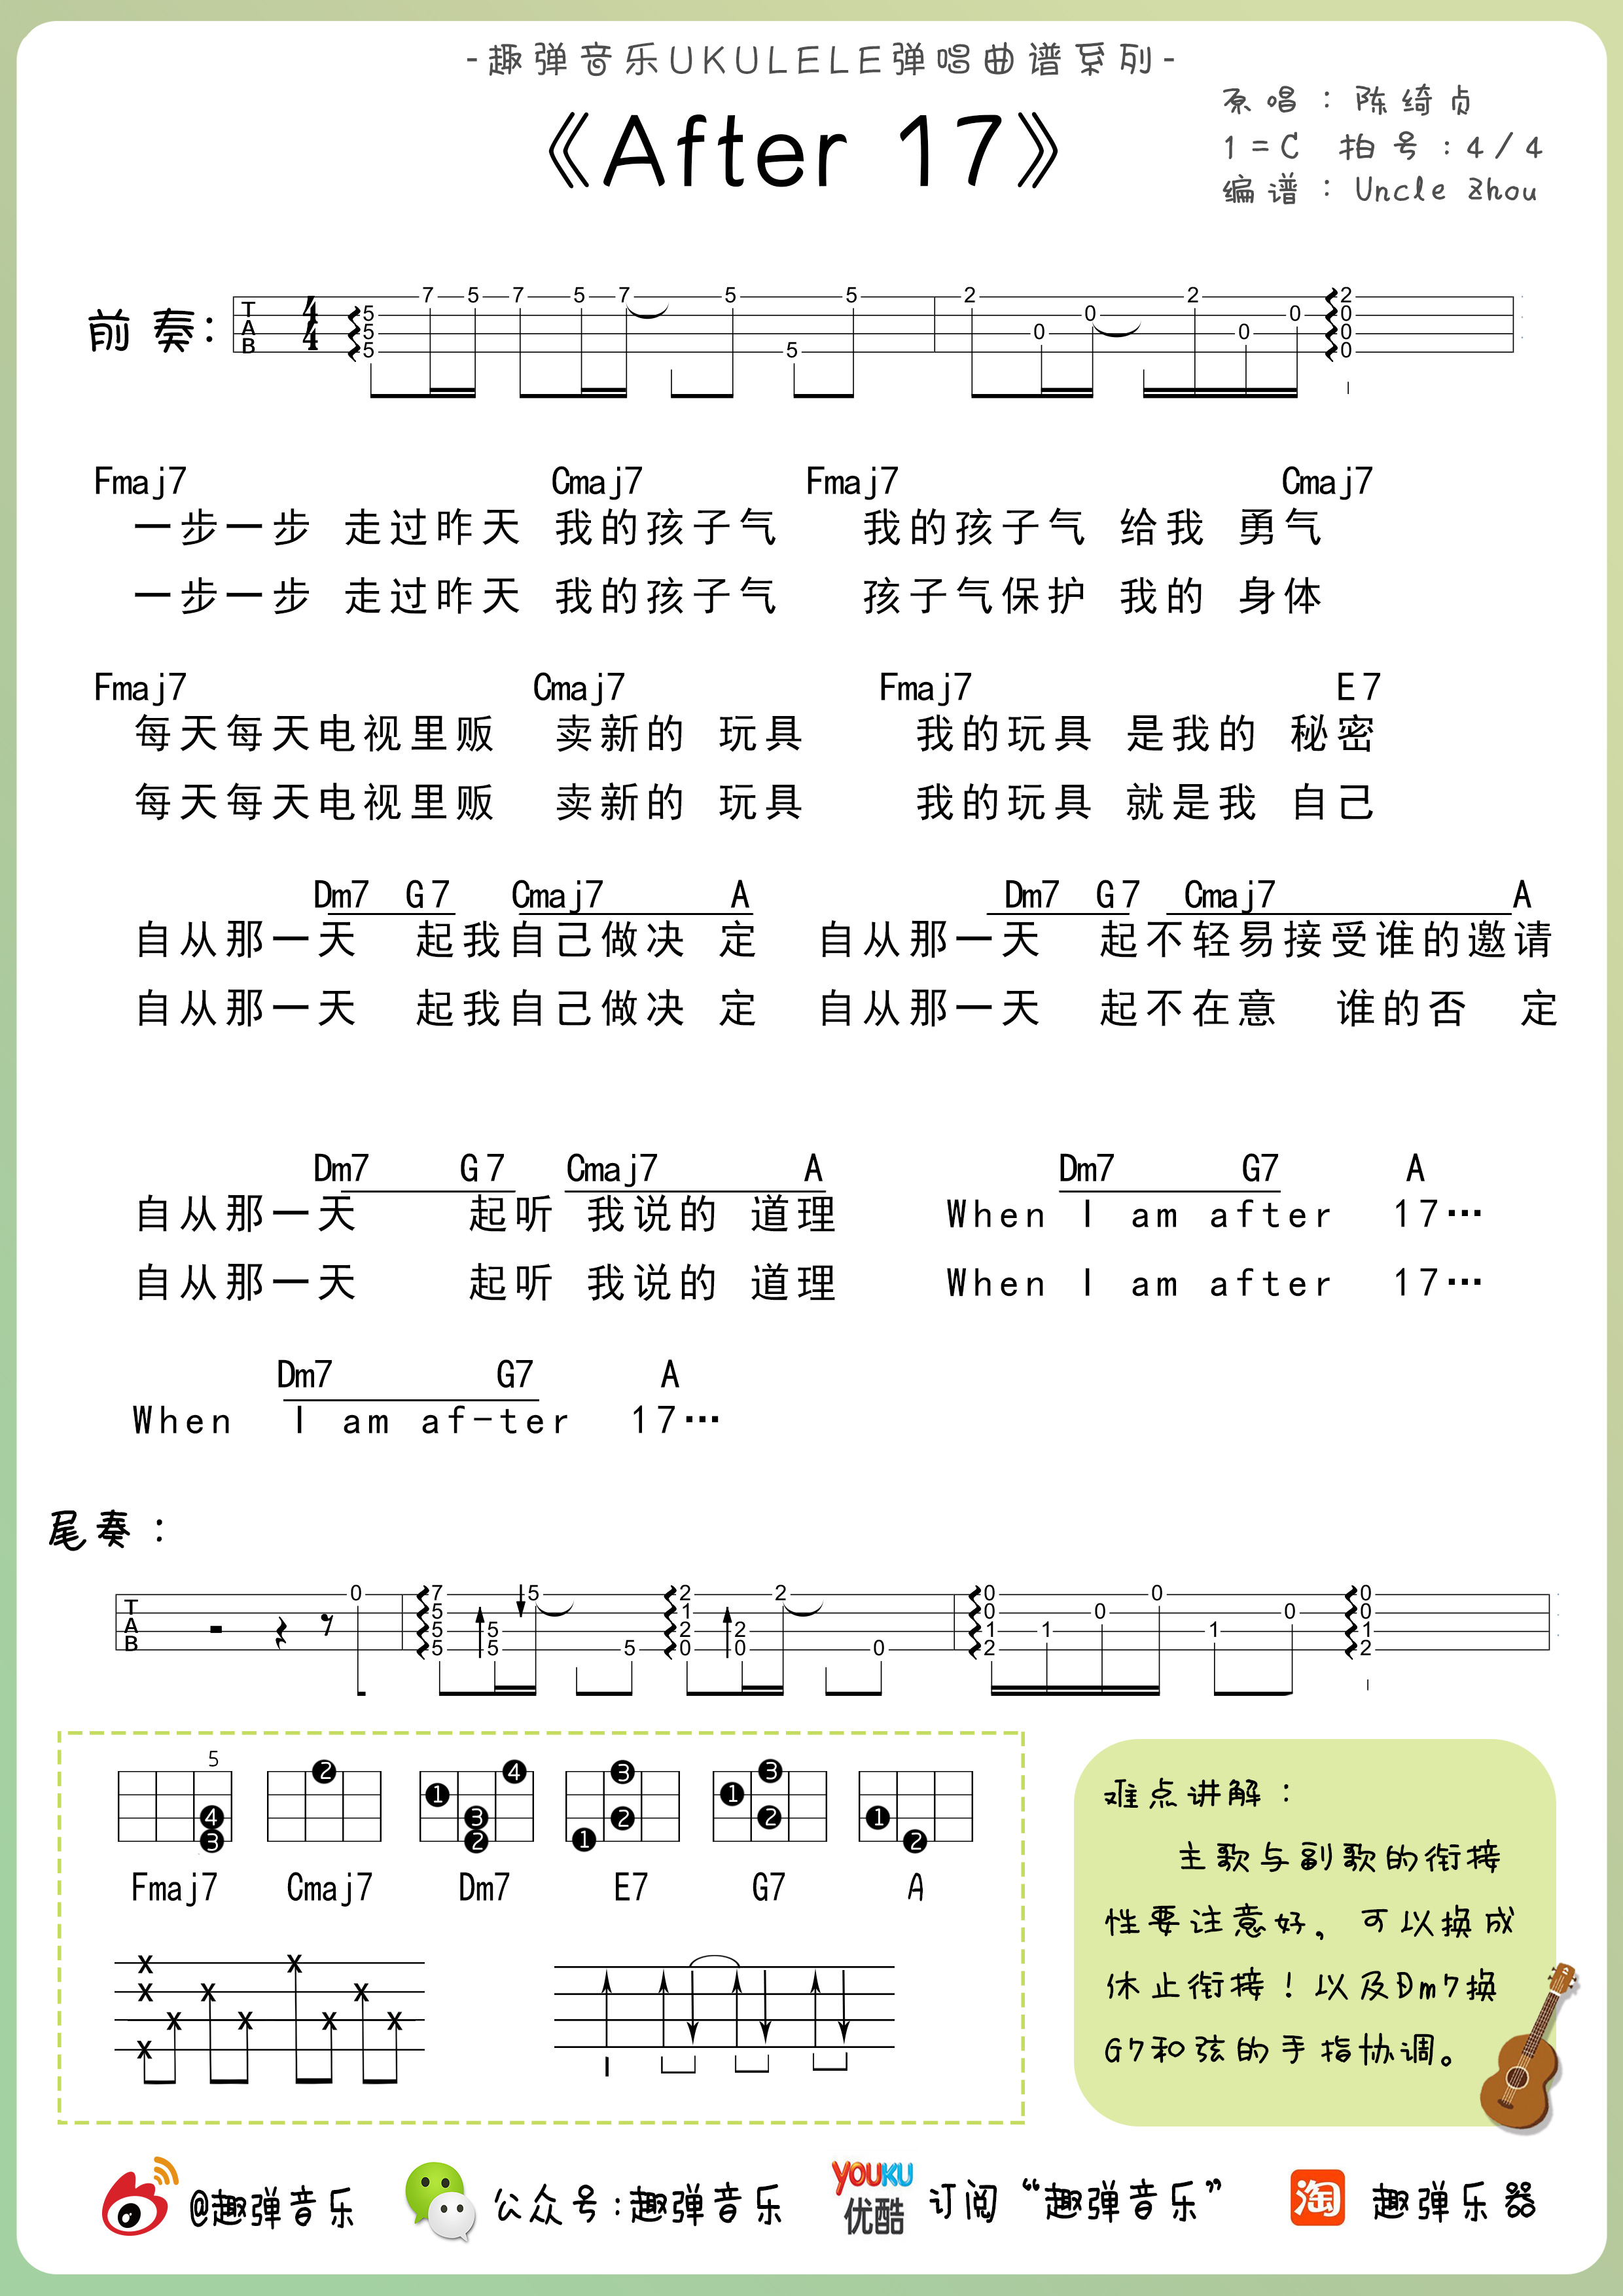 -趣弹音乐UKULELE弹唱曲谱系列-
《After 17》
原唱：陈绮贞
1=C 拍号:4/4
编谱：Uncle Zhou
前奏:
T 4 7 5 7 5 7 5 5 2 0 2 0 2
A 4 5 5 5 5 0 0 0 0 0
B
Fmaj7 Cmaj7 Fmaj7 Cmaj7
一步一步 走过昨天 我的孩子气 我的孩子气 给我 勇气
一步一步 走过昨天 我的孩子气 孩子气保护 我的 身体
Fmaj7 Cmaj7 Fmaj7 E7
每天每天电视里贩 卖新的 玩具 我的玩具 是我的 秘密
每天每天电视里贩 卖新的 玩具 我的玩具 就是我 自己
Dm7 G7 Cmaj7 A Dm7 G7 Cmaj7 A
自从那一天 起我自己做决 定 自从那一天 起不轻易接受谁的邀请
自从那一天 起我自己做决 定 自从那一天 起不在意 谁的否 定
Dm7 G7 Cmaj7 A Dm7 G7 A
自从那一天 起听 我说的 道理 When I am after 17…
自从那一天 起听 我说的 道理 When I am after 17…
Dm7 G7 A
When I am af-ter 17…
尾奏：
T 0 7 5 2 2 0 0 0
A 5 1 0 0 0
B 5 5 2 2 1 1 1 1
5 5 5 0 0 0 2 2
5
4 3 2 1 3 2 4 3 2 1 3 1 2 1 2
Fmaj7 Cmaj7 Dm7 E7 G7 A
难点讲解：
主歌与副歌的衔接
性要注意好，可以换成
休止衔接！以及Dm7换
G7和弦的手指协调。
@趣弹音乐
公众号:趣弹音乐
YOUKU
优酷
订阅“趣弹音乐”
淘
趣弹乐器